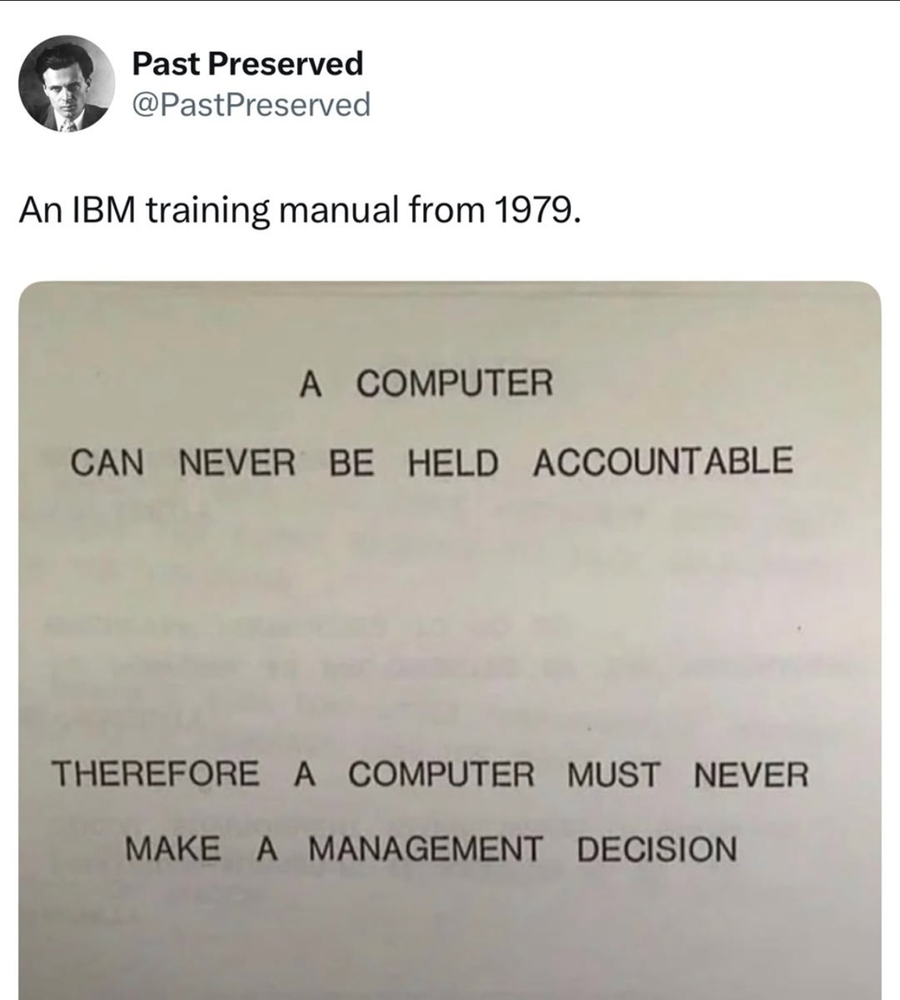 Past Preserved
@PastPreserved
An IBM training manual from 1979.
A COMPUTER
CAN NEVER BE HELD ACCOUNTABLE
THEREFORE A COMPUTER MUST NEVER
MAKE A MANAGEMENT DECISION